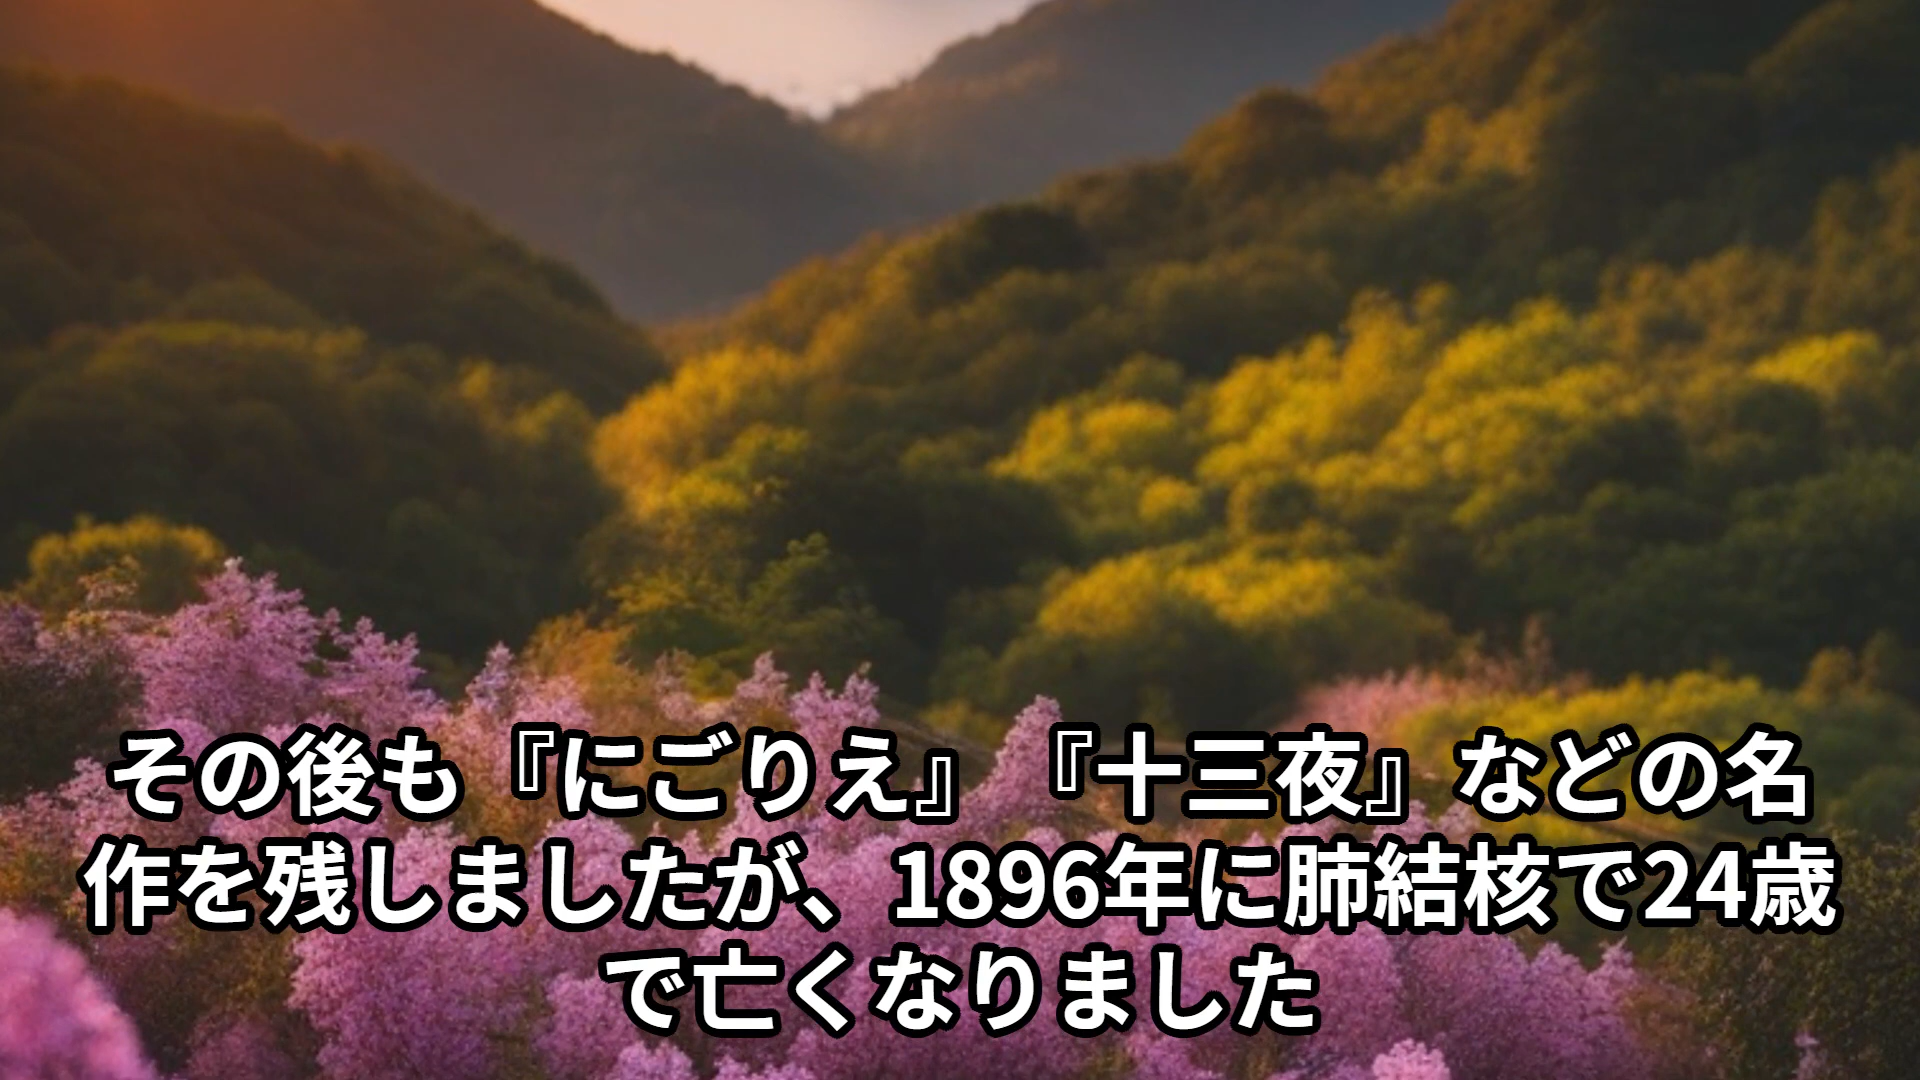 その後も『にごりえ』『十三夜』などの名
作を残しましたが、1896年に肺結核で24歳
で亡くなりました